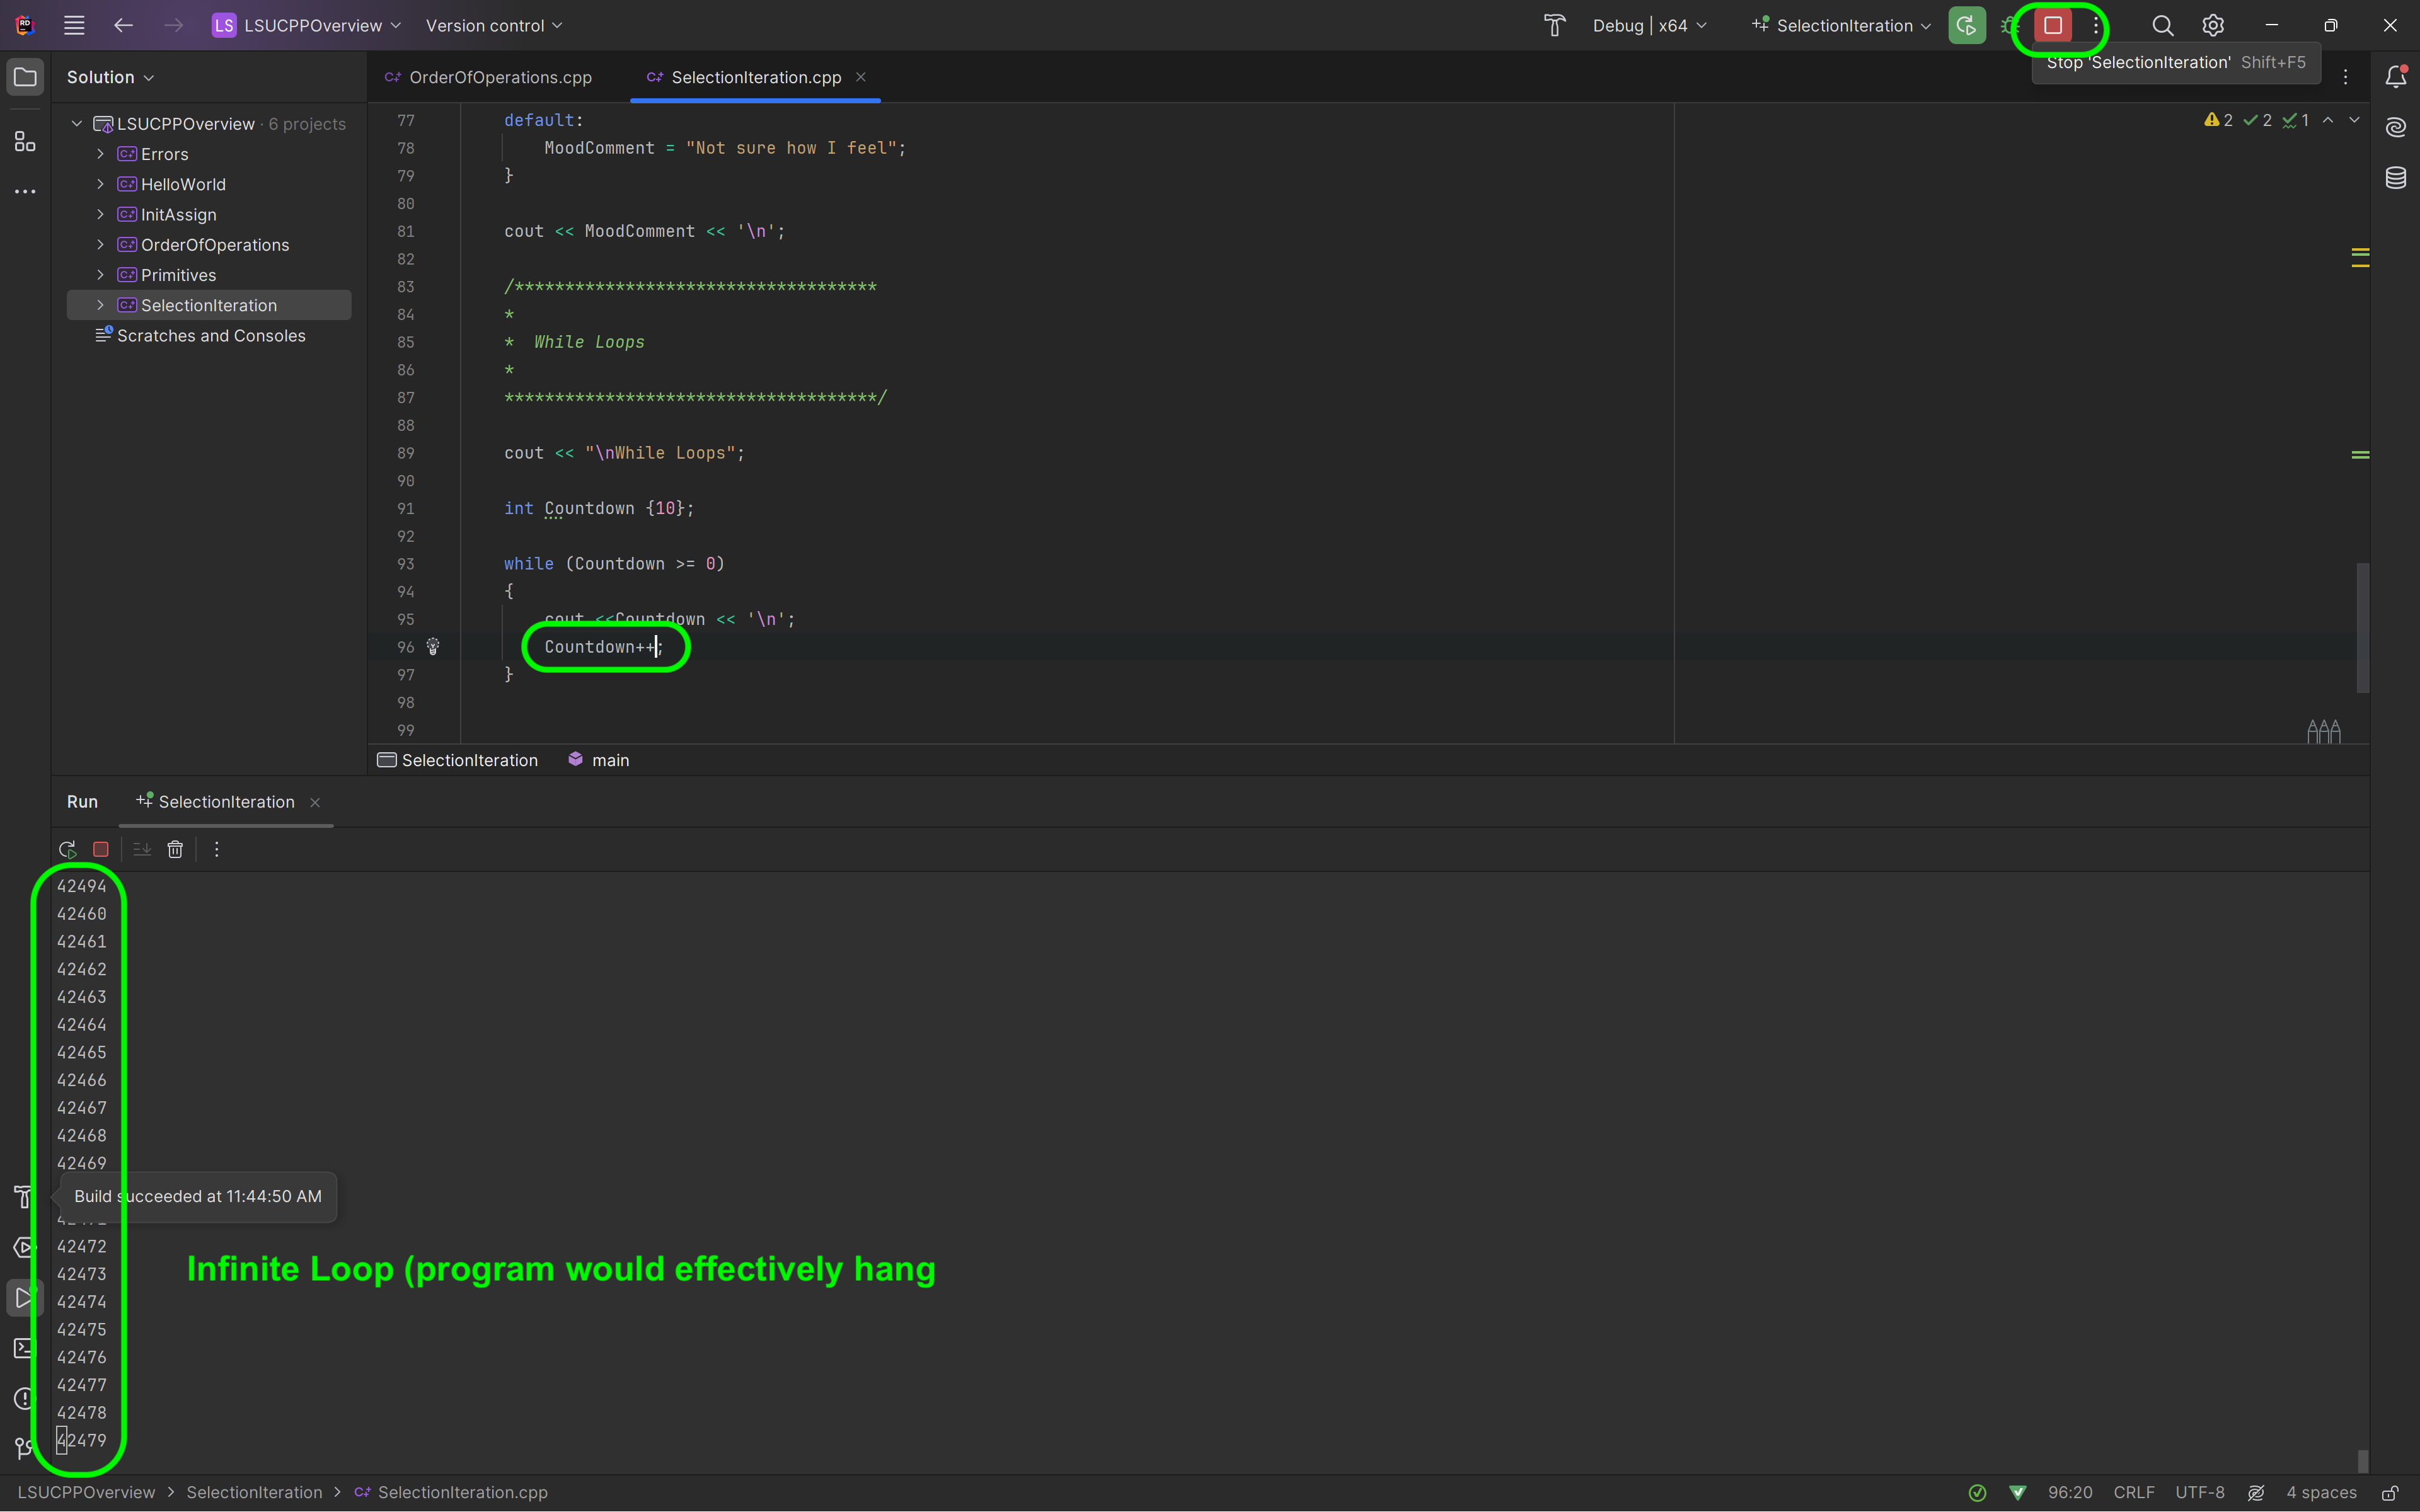 LS LSUCPPOverview Version control Debug | x64 SelectionIteration
Stop 'SelectionIteration' Shift+F5
Solution
OrderOfOperations.cpp
SelectionIteration.cpp
LSUCPPOverview · 6 projects
Errors
HelloWorld
InitAssign
OrderOfOperations
Primitives
SelectionIteration
Scratches and Consoles
2 2 1
77 default:
78 MoodComment = "Not sure how I feel";
79 }
80
81 cout << MoodComment << '\n';
82
83 /************************************
84 *
85 * While Loops
86 *
87 *************************************/
88
89 cout << "\nWhile Loops";
90
91 int Countdown {10};
92
93 while (Countdown >= 0)
94 {
95 cout <<Countdown << '\n';
96 Countdown++;
97 }
98
99
SelectionIteration main
Run SelectionIteration
42494
42460
42461
42462
42463
42464
42465
42466
42467
42468
42469
Build succeeded at 11:44:50 AM
42472
42473
42474
42475
42476
42477
42478
42479
Infinite Loop (program would effectively hang
LSUCPPOverview > SelectionIteration > SelectionIteration.cpp
96:20 CRLF UTF-8 4 spaces